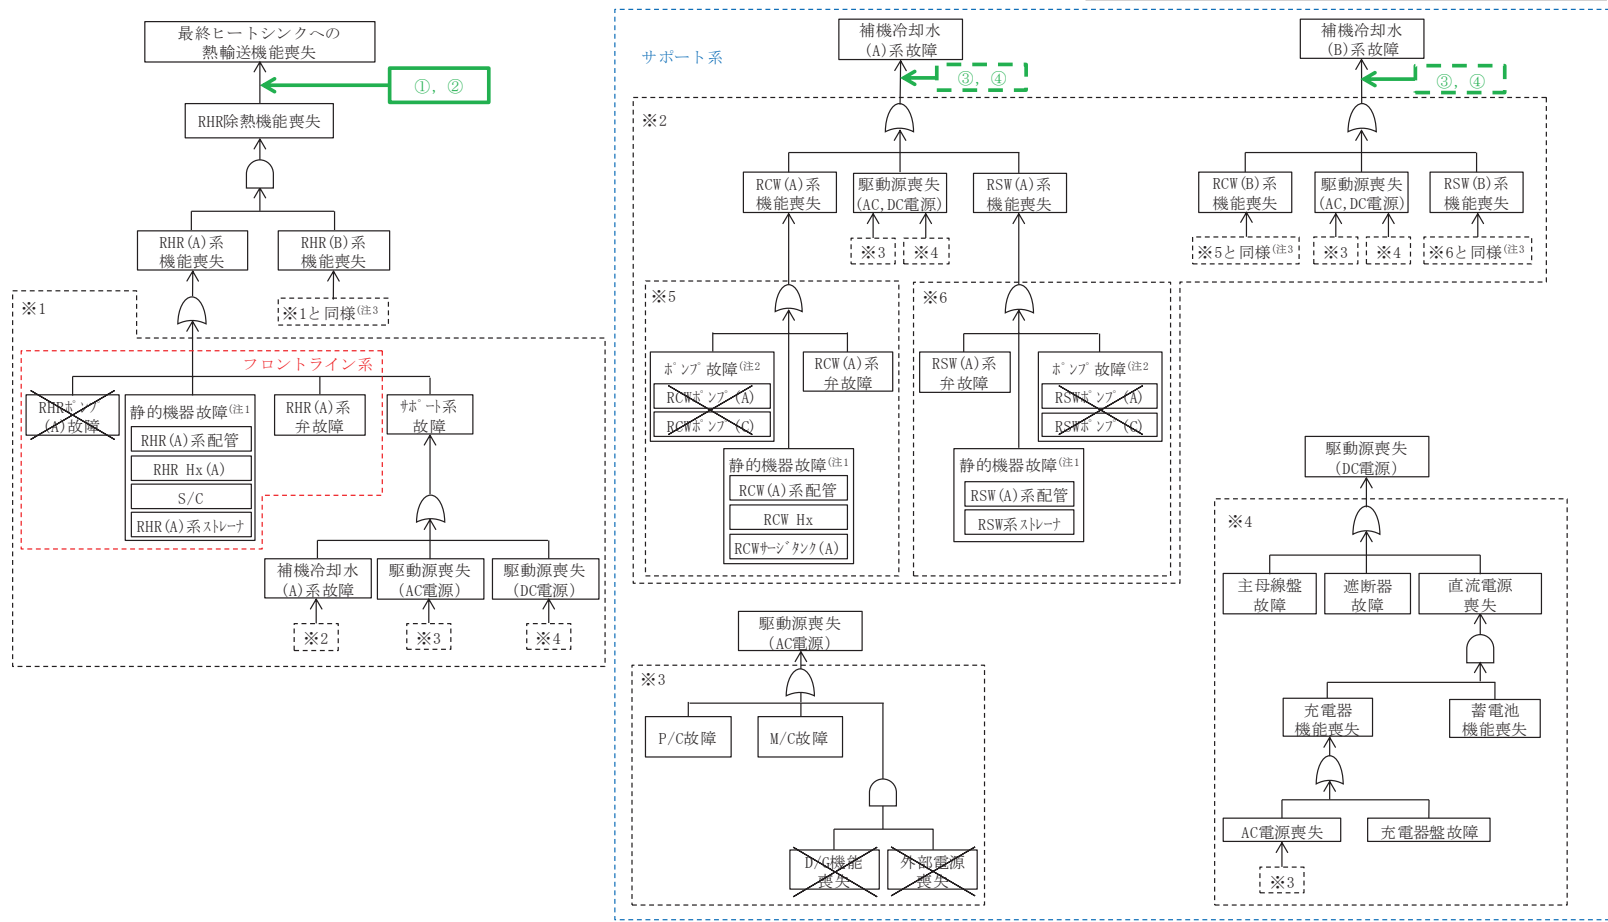 最終ヒートシンクへの
熱輸送機能喪失
①，②
RHR除熱機能喪失
RHR(A)系
機能喪失
RHR(B)系
機能喪失
※1と同様(注3
※1
フロントライン系
RHRポンプ
(A)故障
静的機器故障(注1
RHR(A)系配管
RHR Hx(A)
S/C
RHR(A)系ストレーナ
RHR(A)系
弁故障
サポート系
故障
補機冷却水
(A)系故障
駆動源喪失
(AC電源)
駆動源喪失
(DC電源)
※2
※3
※4
サポート系
補機冷却水
(A)系故障
③，④
補機冷却水
(B)系故障
③，④
※2
RCW(A)系
機能喪失
駆動源喪失
(AC,DC電源)
RSW(A)系
機能喪失
※3
※4
RCW(B)系
機能喪失
駆動源喪失
(AC,DC電源)
RSW(B)系
機能喪失
※5と同様(注3
※3
※4
※6と同様(注3
※5
ポンプ故障(注2
RCWポンプ(A)
RCWポンプ(C)
RCW(A)系
弁故障
静的機器故障(注1
RCW(A)系配管
RCW Hx
RCWサージタンク(A)
※6
RSW(A)系
弁故障
ポンプ故障(注2
RSWポンプ(A)
RSWポンプ(C)
静的機器故障(注1
RSW(A)系配管
RSW系ストレーナ
駆動源喪失
(AC電源)
※3
P/C故障
M/C故障
D/G機能
喪失
外部電源
喪失
駆動源喪失
(DC電源)
※4
主母線盤
故障
遮断器
故障
直流電源
喪失
充電器
機能喪失
蓄電池
機能喪失
AC電源喪失
充電器盤故障
※3